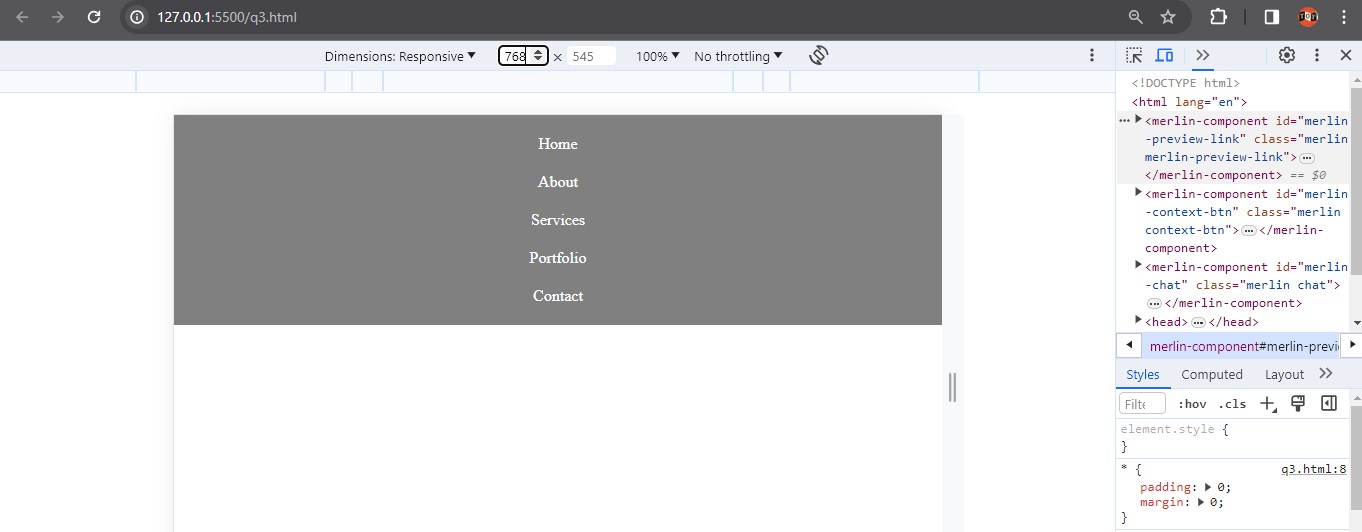 127.0.0.1:5500/q3.html
Dimensions: Responsive 768 × 545 100% No throttling
Home
About
Services
Portfolio
Contact
<!DOCTYPE html>
<html lang="en">
<merlin-component id="merlin
-preview-link" class="merlin
merlin-preview-link">
</merlin-component> == $0
<merlin-component id="merlin
-context-btn" class="merlin
context-btn"></merlin-
component>
<merlin-component id="merlin
-chat" class="merlin chat">
</merlin-component>
<head></head>
merlin-component#merlin-previ
Styles Computed Layout
Filte :hov .cls
element.style {
}
* { q3.html:8
padding: 0;
margin: 0;
}